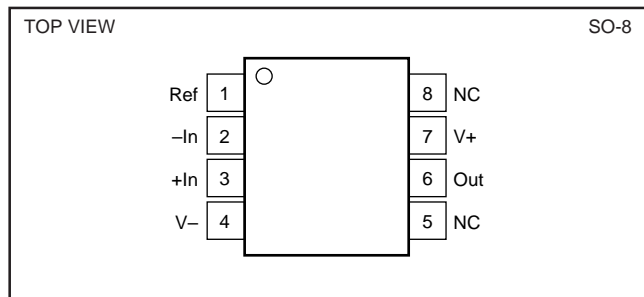 TOP VIEW SO-8
Ref 1 8 NC
–In 2 7 V+
+In 3 6 Out
V– 4 5 NC